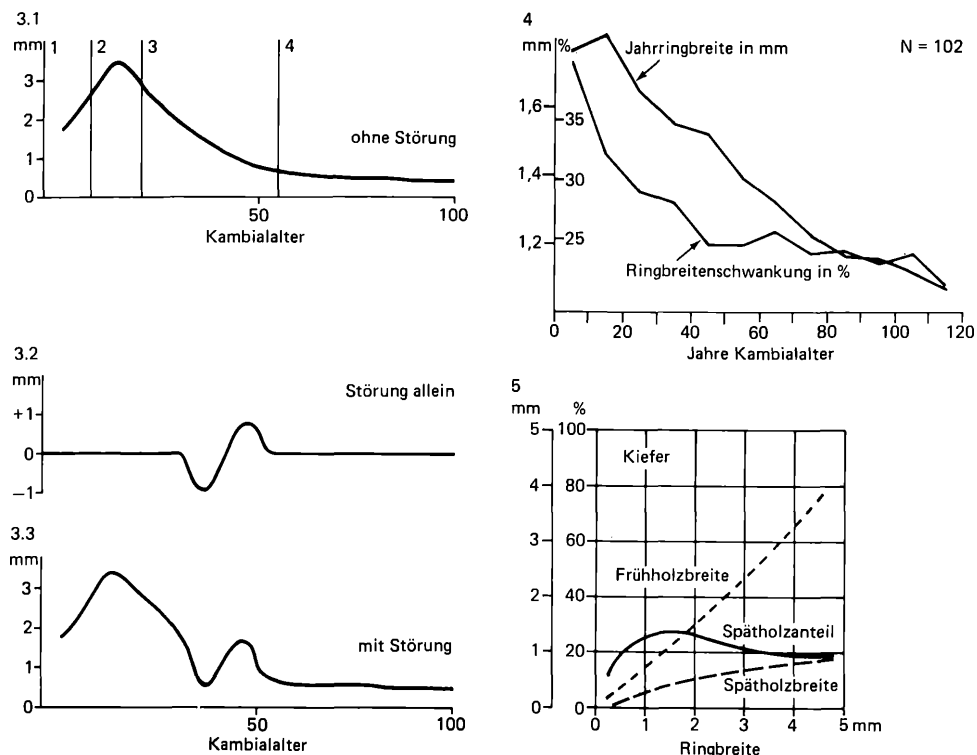 3.1
mm
1
2
3
4
3
2
1
0
ohne Störung
50
100
Kambialalter
3.2
mm
+1
0
−1
Störung allein
3.3
mm
3
2
1
0
mit Störung
50
100
Kambialalter
4
mm %
Jahrringbreite in mm
N = 102
1,6
35
1,4
30
1,2
25
Ringbreitenschwankung in %
0 20 40 60 80 100 120
Jahre Kambialalter
5
mm %
5 100
Kiefer
4 80
3 60
Frühholzbreite
2 40
Spätholzanteil
1 20
Spätholzbreite
0 0
0 1 2 3 4 5 mm
Ringbreite